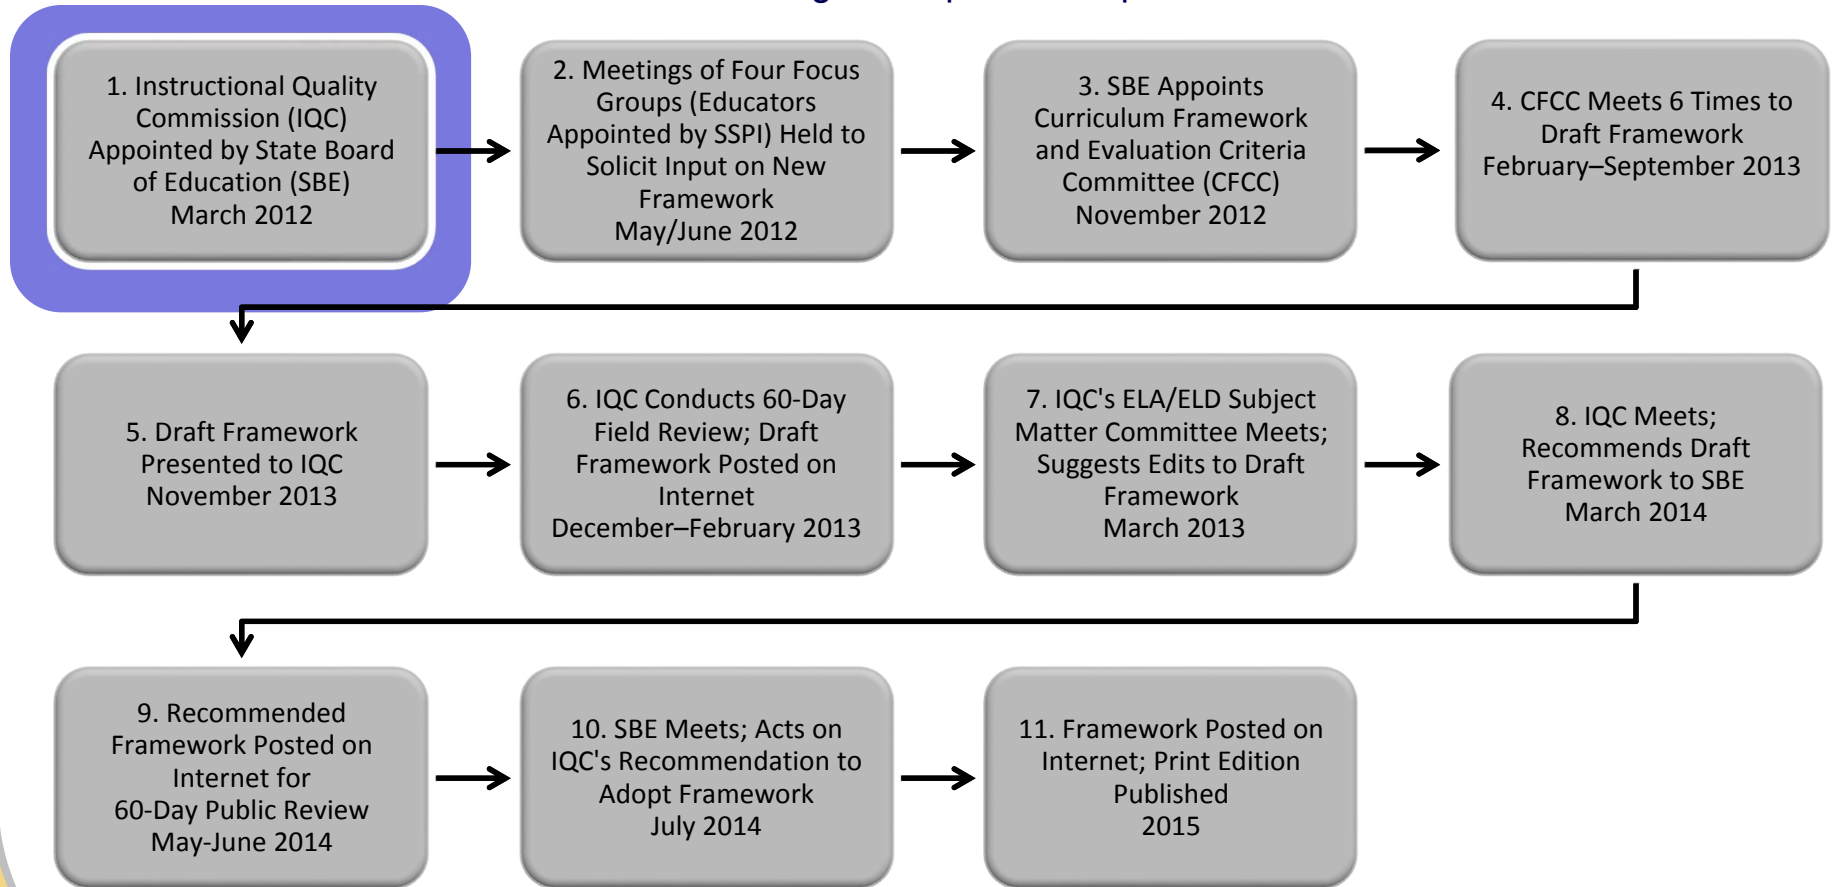 1. Instructional Quality
Commission (IQC)
Appointed by State Board
of Education (SBE)
March 2012
2. Meetings of Four Focus
Groups (Educators
Appointed by SSPI) Held to
Solicit Input on New
Framework
May/June 2012
3. SBE Appoints
Curriculum Framework
and Evaluation Criteria
Committee (CFCC)
November 2012
4. CFCC Meets 6 Times to
Draft Framework
February–September 2013
5. Draft Framework
Presented to IQC
November 2013
6. IQC Conducts 60-Day
Field Review; Draft
Framework Posted on
Internet
December–February 2013
7. IQC's ELA/ELD Subject
Matter Committee Meets;
Suggests Edits to Draft
Framework
March 2013
8. IQC Meets;
Recommends Draft
Framework to SBE
March 2014
9. Recommended
Framework Posted on
Internet for
60-Day Public Review
May-June 2014
10. SBE Meets; Acts on
IQC's Recommendation to
Adopt Framework
July 2014
11. Framework Posted on
Internet; Print Edition
Published
2015